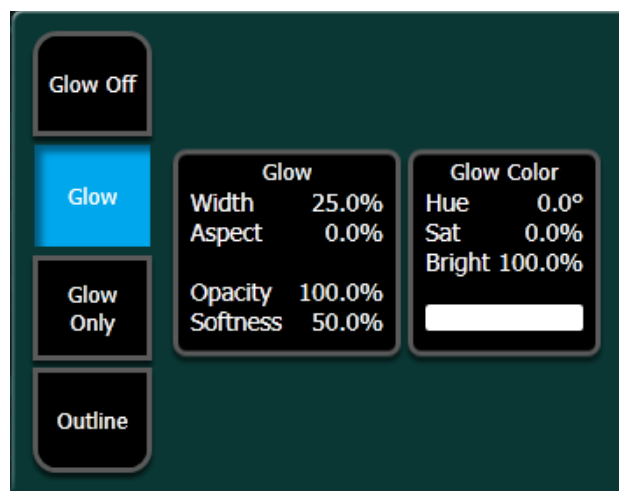 Glow Off
Glow
Glow
Only
Outline
Glow
Width 25.0%
Aspect 0.0%
Opacity 100.0%
Softness 50.0%
Glow Color
Hue 0.0°
Sat 0.0%
Bright 100.0%